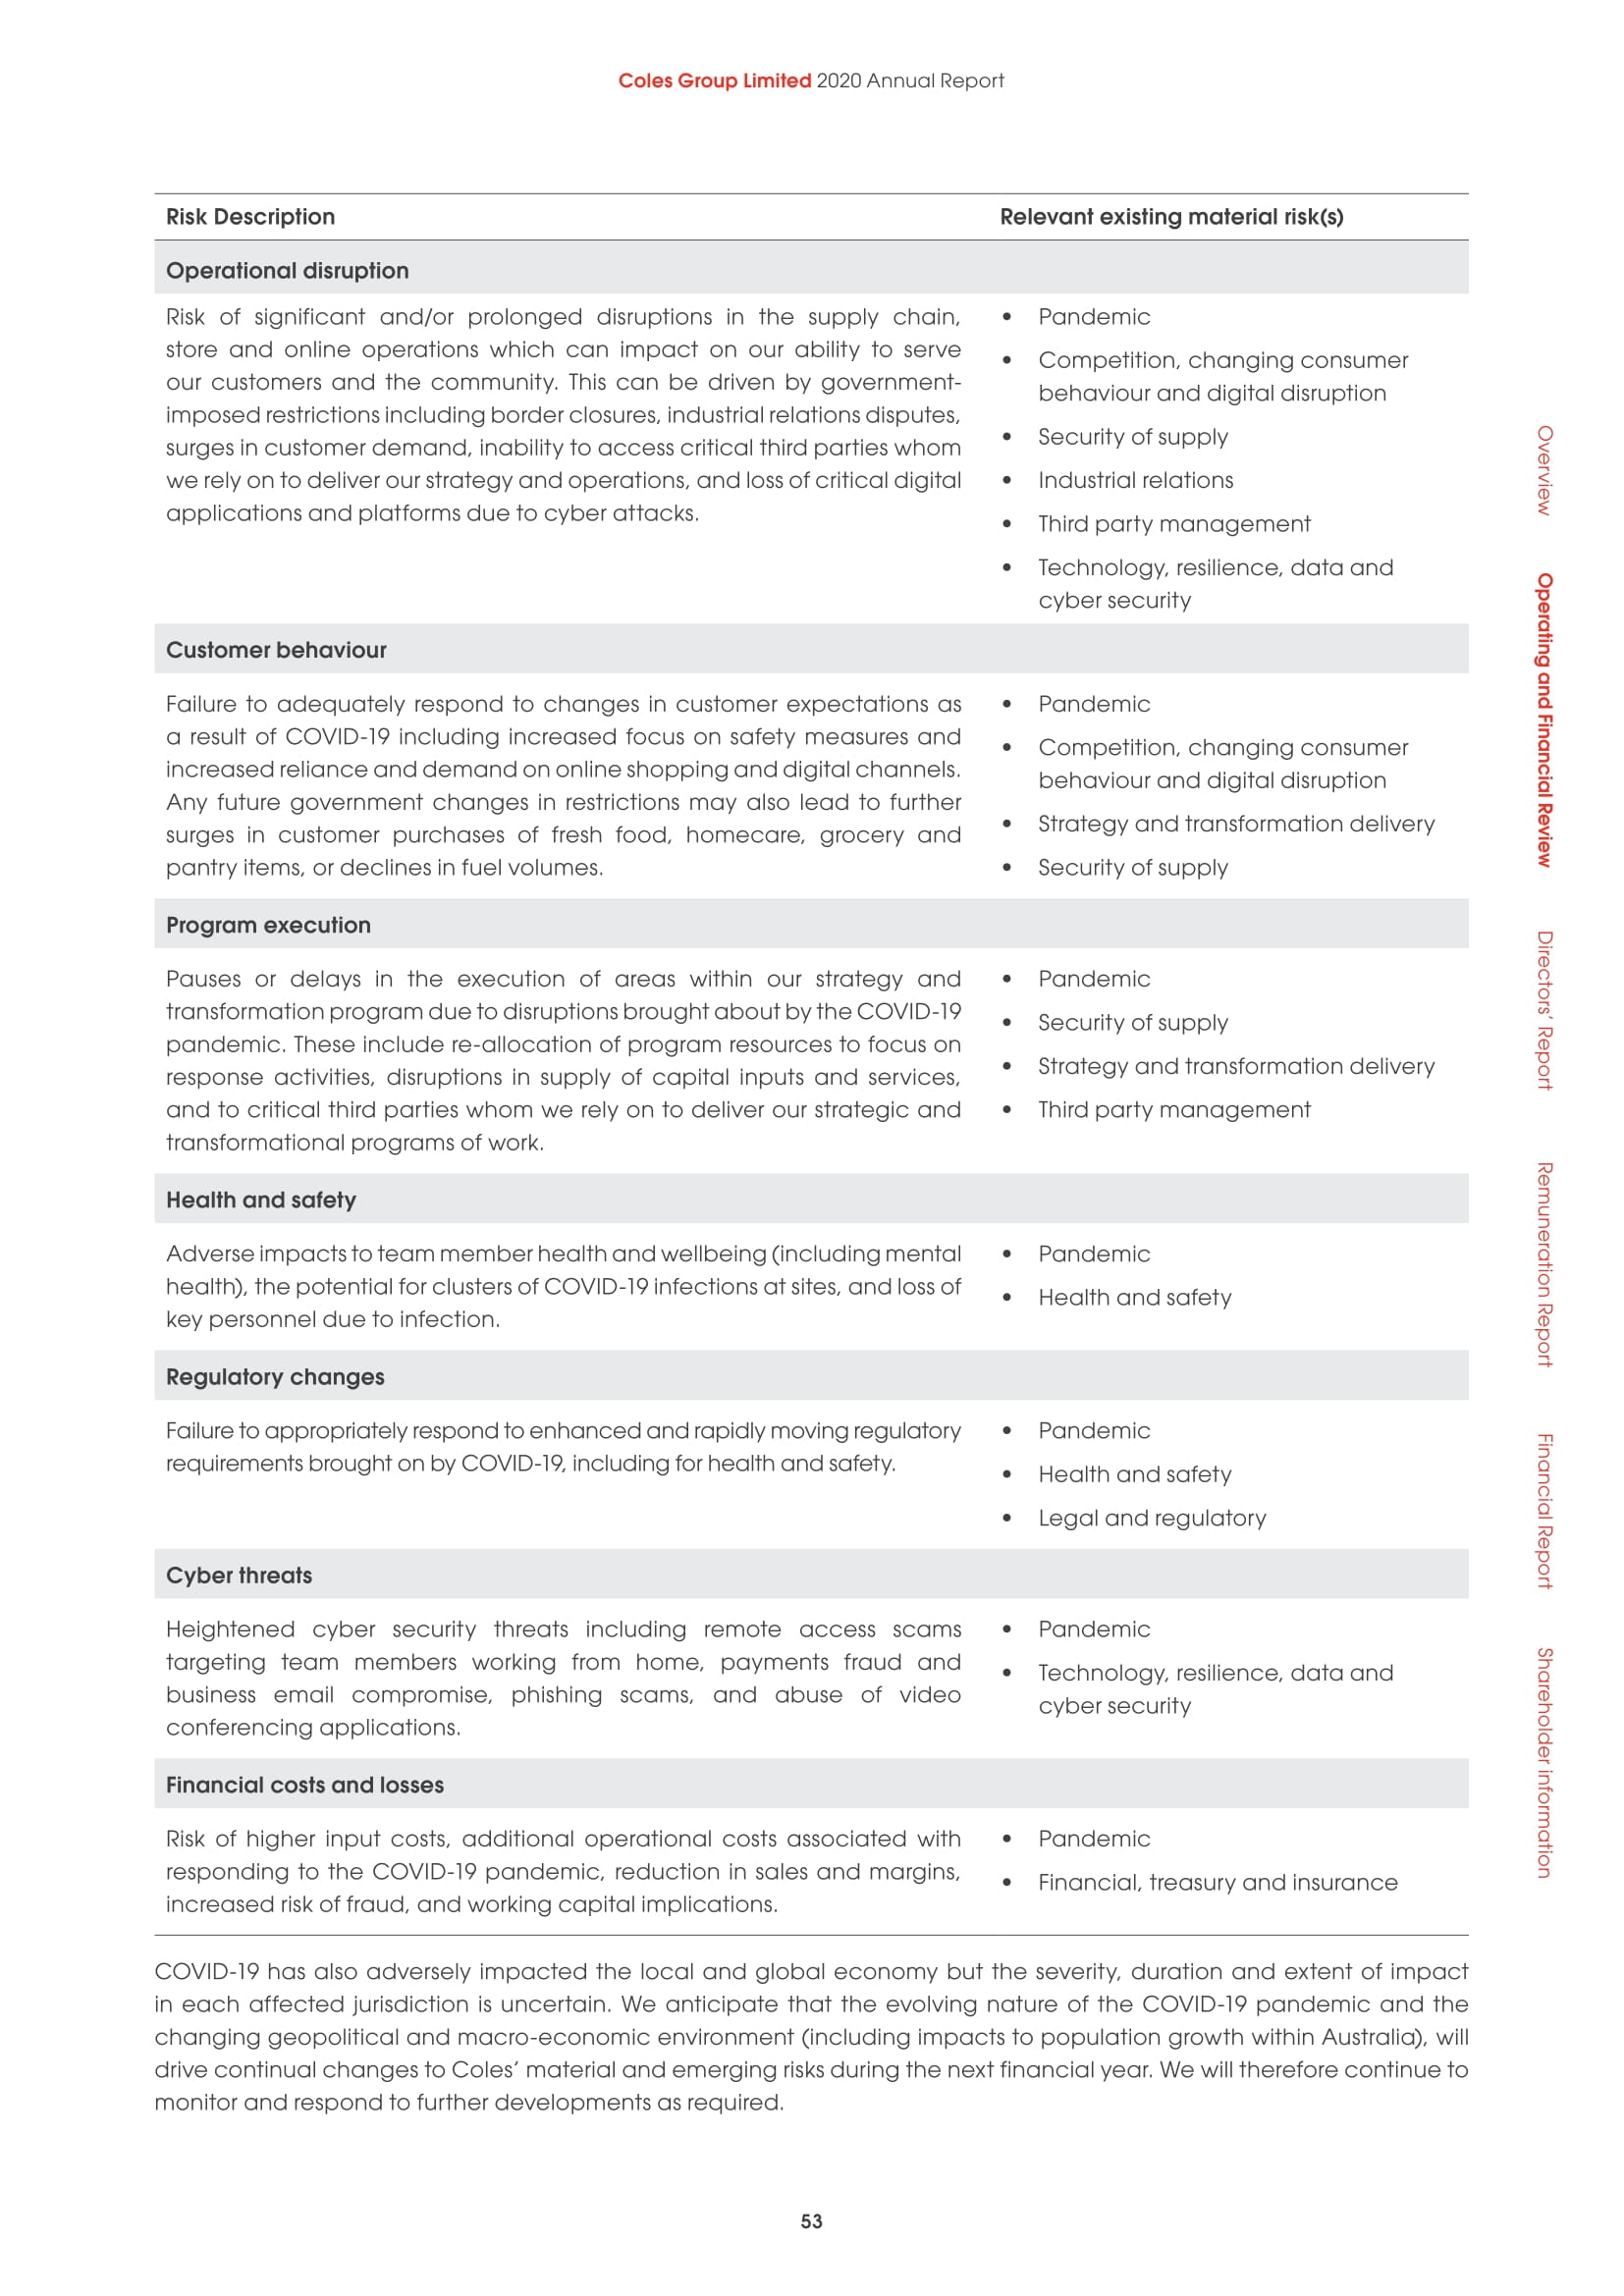 Coles Group Limited 2020 Annual Report
Risk Description
Relevant existing material risk(s)
Operational disruption
Risk of significant and/or prolonged disruptions in the supply chain,
store and online operations which can impact on our ability to serve
our customers and the community. This can be driven by government-
imposed restrictions including border closures, industrial relations disputes,
surges in customer demand, inability to access critical third parties whom
we rely on to deliver our strategy and operations, and loss of critical digital
applications and platforms due to cyber attacks.
• Pandemic
• Competition, changing consumer
behaviour and digital disruption
• Security of supply
• Industrial relations
• Third party management
• Technology, resilience, data and
cyber security
Customer behaviour
Failure to adequately respond to changes in customer expectations as
a result of COVID-19 including increased focus on safety measures and
increased reliance and demand on online shopping and digital channels.
Any future government changes in restrictions may also lead to further
surges in customer purchases of fresh food, homecare, grocery and
pantry items, or declines in fuel volumes.
• Pandemic
• Competition, changing consumer
behaviour and digital disruption
• Strategy and transformation delivery
• Security of supply
Program execution
Pauses or delays in the execution of areas within our strategy and
transformation program due to disruptions brought about by the COVID-19
pandemic. These include re-allocation of program resources to focus on
response activities, disruptions in supply of capital inputs and services,
and to critical third parties whom we rely on to deliver our strategic and
transformational programs of work.
• Pandemic
• Security of supply
• Strategy and transformation delivery
• Third party management
Health and safety
Adverse impacts to team member health and wellbeing (including mental
health), the potential for clusters of COVID-19 infections at sites, and loss of
key personnel due to infection.
• Pandemic
• Health and safety
Regulatory changes
Failure to appropriately respond to enhanced and rapidly moving regulatory
requirements brought on by COVID-19, including for health and safety.
• Pandemic
• Health and safety
• Legal and regulatory
Cyber threats
Heightened cyber security threats including remote access scams
targeting team members working from home, payments fraud and
business email compromise, phishing scams, and abuse of video
conferencing applications.
• Pandemic
• Technology, resilience, data and
cyber security
Financial costs and losses
Risk of higher input costs, additional operational costs associated with
responding to the COVID-19 pandemic, reduction in sales and margins,
increased risk of fraud, and working capital implications.
• Pandemic
• Financial, treasury and insurance
COVID-19 has also adversely impacted the local and global economy but the severity, duration and extent of impact
in each affected jurisdiction is uncertain. We anticipate that the evolving nature of the COVID-19 pandemic and the
changing geopolitical and macro-economic environment (including impacts to population growth within Australia), will
drive continual changes to Coles' material and emerging risks during the next financial year. We will therefore continue to
monitor and respond to further developments as required.
Overview
Operating and Financial Review
Directors' Report
Remuneration Report
Financial Report
Shareholder information
53